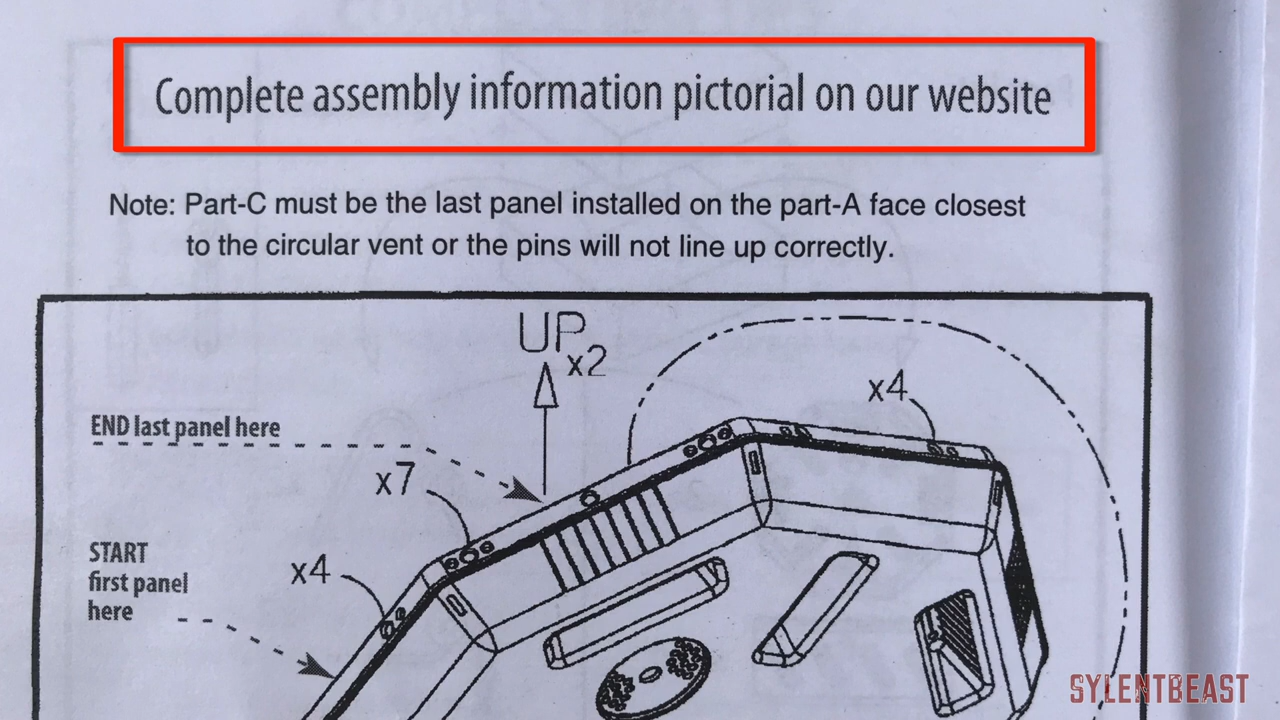 Complete assembly information pictorial on our website
Note: Part-C must be the last panel installed on the part-A face closest
to the circular vent or the pins will not line up correctly.
UP
x2
x4
END last panel here
x7
START
first panel
here
x4
SYLENTBEAST